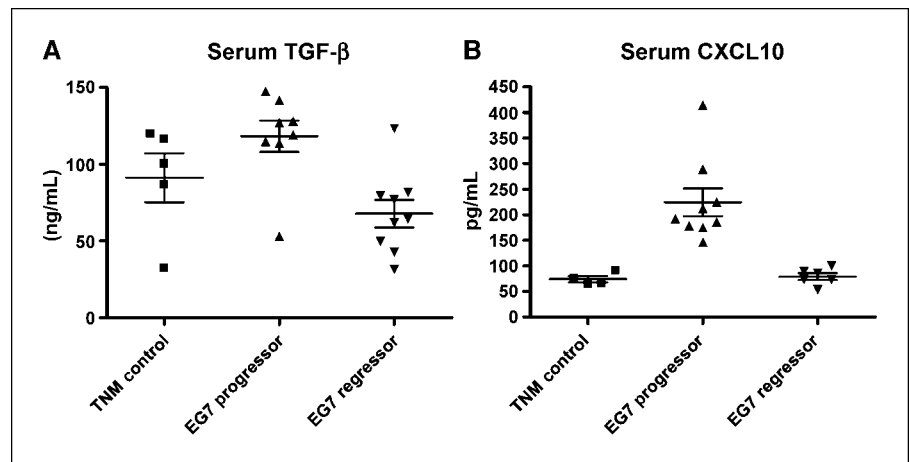 A
Serum TGF-β
(ng/mL)
150
100
50
0
TNM control
EG7 progressor
EG7 regressor
B
Serum CXCL10
pg/mL
450
400
350
300
250
200
150
100
50
0
TNM control
EG7 progressor
EG7 regressor